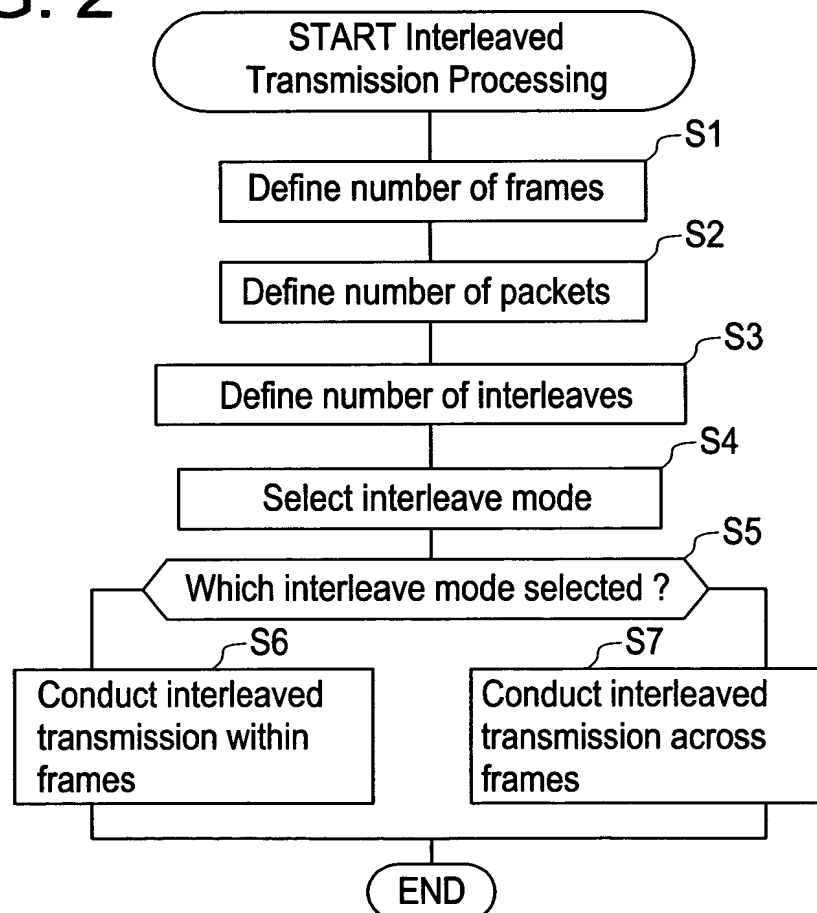 G. 2
START Interleaved
Transmission Processing
S1
Define number of frames
S2
Define number of packets
S3
Define number of interleaves
S4
Select interleave mode
S5
Which interleave mode selected ?
S6
Conduct interleaved
transmission within
frames
S7
Conduct interleaved
transmission across
frames
END